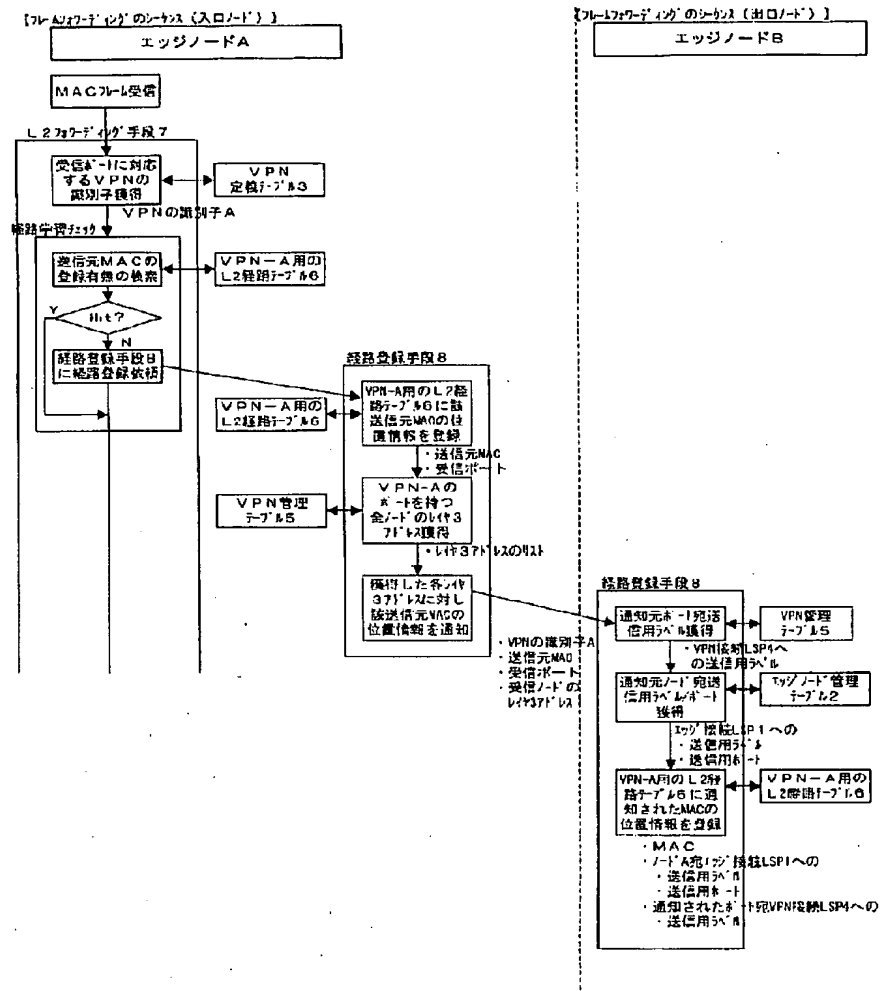 【フレームフォワーディングのシーケンス（入口ノード）】
エッジノードA
MACフレーム受信
L2フォワーディング手段7
受信ポートに対応
するVPNの
識別子獲得
VPN
定義テーブル3
VPNの識別子A
経路学習チェック
送信元MACの
登録有無の検索
VPN-A用の
L2経路テーブル6
Hit?
Y
N
経路登録手段8
に経路登録依頼
経路登録手段8
VPN-A用のL2経
路テーブル6に該
送信元MACの位
置情報を登録
VPN-A用の
L2経路テーブル6
・送信元MAC
・受信ポート
VPN-Aの
ポートを持つ
全ノードのレイヤ3
アドレス獲得
VPN管理
テーブル5
・レイヤ3アドレスのリスト
獲得した各レイヤ
3アドレスに対し
該送信元MACの
位置情報を通知
・VPNの識別子A
・送信元MAC
・受信ポート
・受信ノードの
レイヤ3アドレス
【フレームフォワーディングのシーケンス（出口ノード）】
エッジノードB
経路登録手段8
通知元ポート宛送
信用ラベル獲得
VPN管理
テーブル5
・VPN接続LSP4へ
の送信用ラベル
通知元ノード宛送
信用ラベル/ポート
獲得
エッジノード管理
テーブル2
エッジ接続LSP1への
・送信用ラベル
・送信用ポート
VPN-A用のL2経
路テーブル6に通
知されたMACの
位置情報を登録
VPN-A用の
L2経路テーブル6
・MAC
・ノードA宛エッジ接続LSP1への
・送信用ラベル
・送信用ポート
・通知されたポート宛VPN接続LSP4への
・送信用ラベル